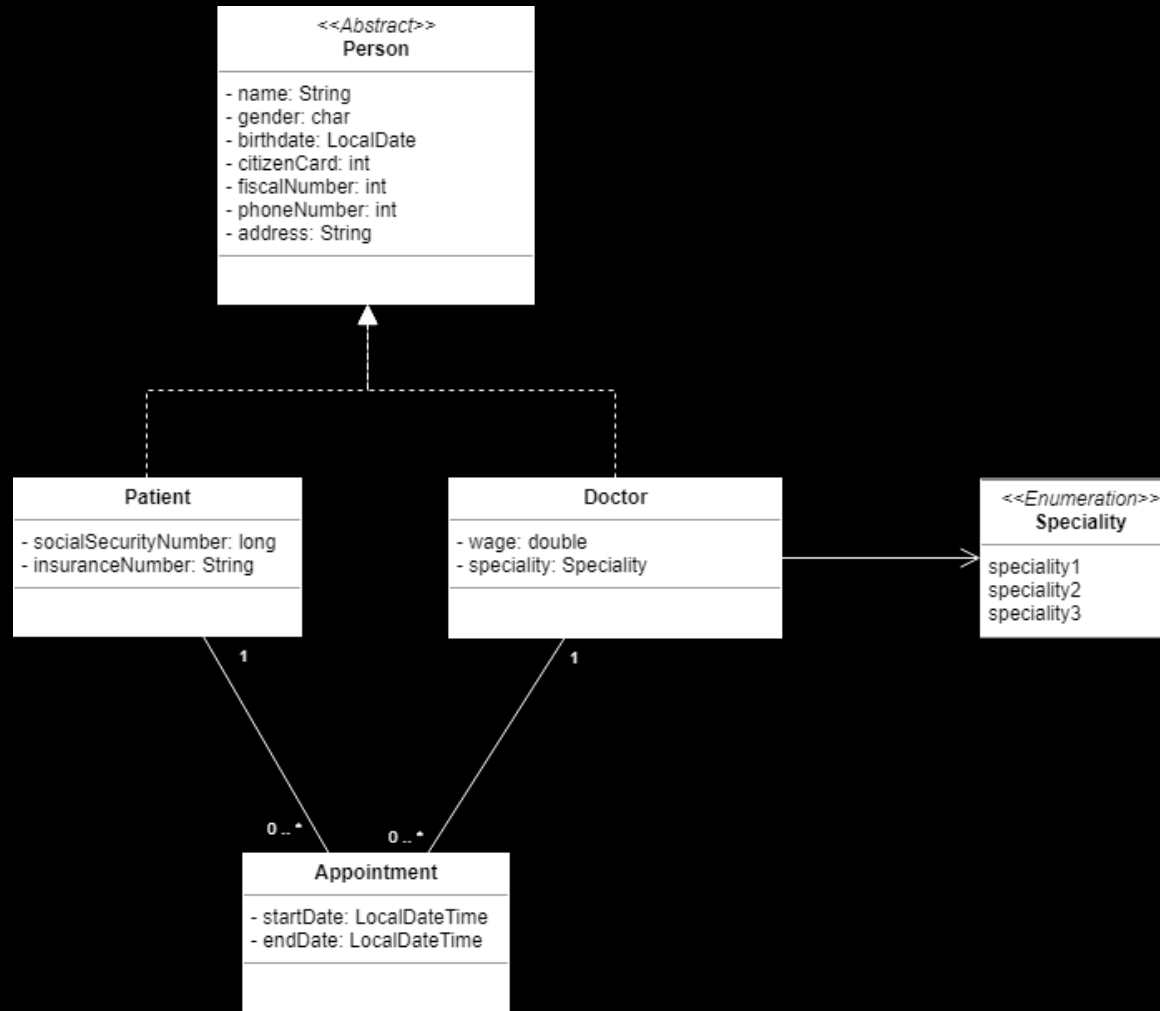 <<Abstract>>
Person
- name: String
- gender: char
- birthdate: LocalDate
- citizenCard: int
- fiscalNumber: int
- phoneNumber: int
- address: String
Patient
- socialSecurityNumber: long
- insuranceNumber: String
Doctor
- wage: double
- speciality: Speciality
<<Enumeration>>
Speciality
speciality1
speciality2
speciality3
1
1
0 .. *
0 .. *
Appointment
- startDate: LocalDateTime
- endDate: LocalDateTime